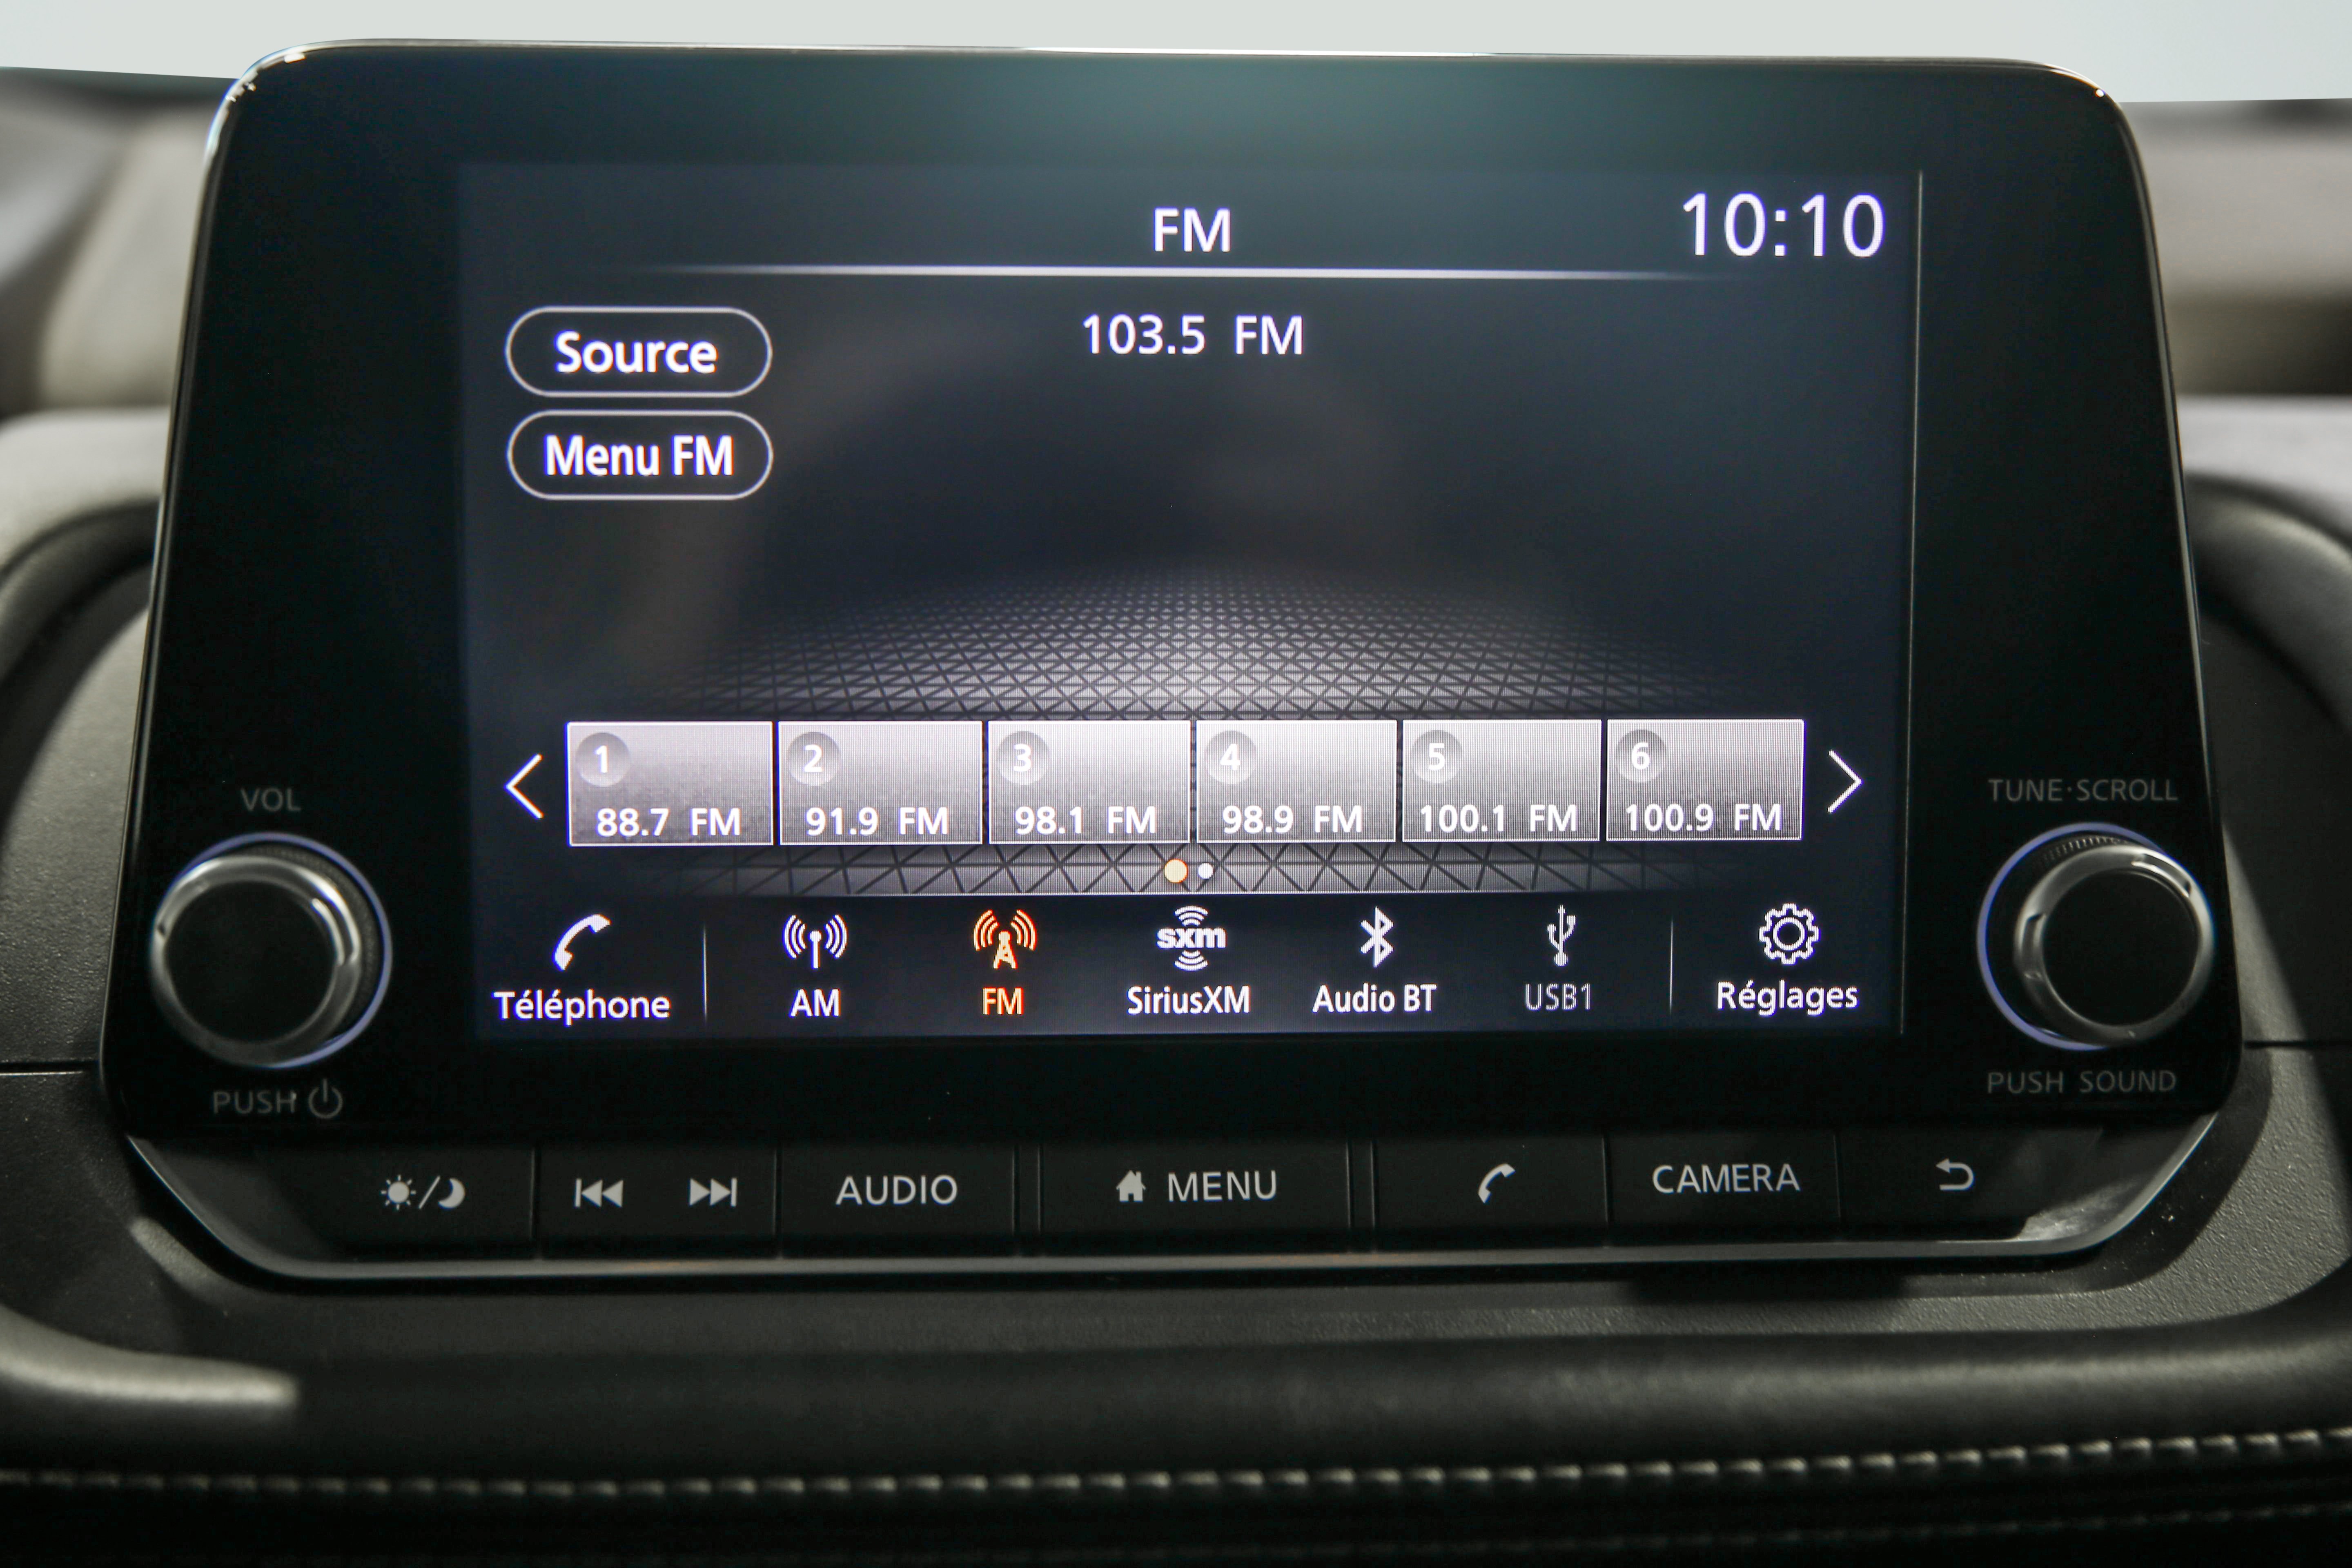 FM
10:10
103.5 FM
Source
Menu FM
1
2
3
4
5
6
88.7 FM
91.9 FM
98.1 FM
98.9 FM
100.1 FM
100.9 FM
VOL
TUNE·SCROLL
sxm
Téléphone
AM
FM
SiriusXM
Audio BT
USB1
Réglages
PUSH
PUSH SOUND
AUDIO
MENU
CAMERA